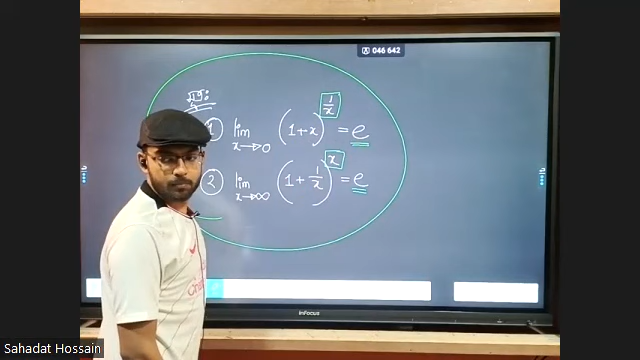 046 642
① lim x→0 (1+x)^(1/x) = e
② lim x→∞ (1+1/x)^x = e
InFocus
Sahadat Hossain